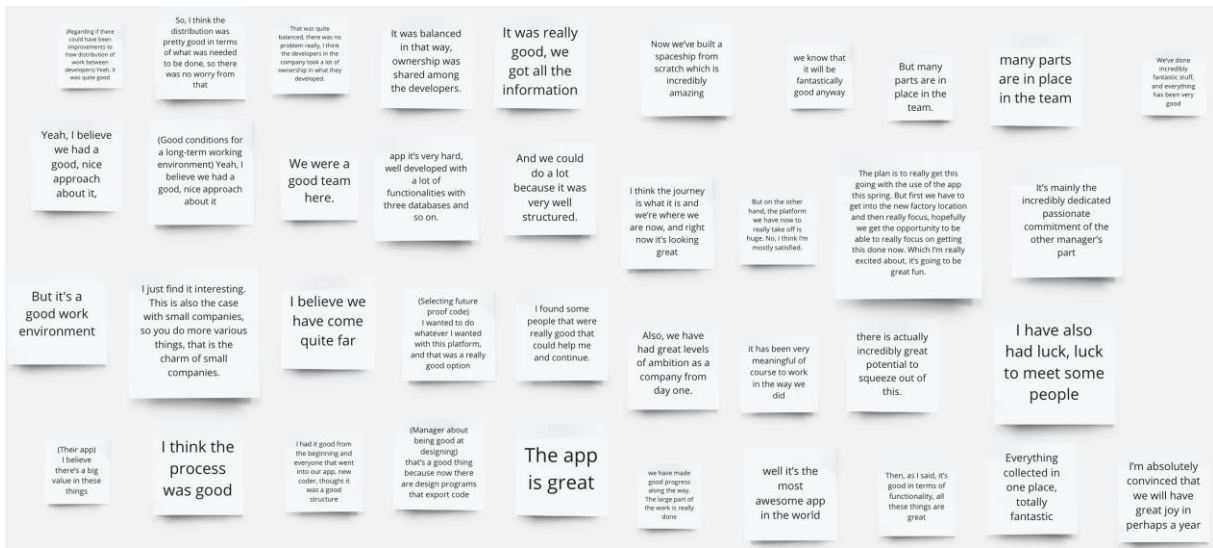 (Regarding if there
could have been
improvements to
how distribution of
work between
developers) Yeah, it
was quite good
So, I think the
distribution was
pretty good in terms
of what was needed
to be done, so there
was no worry from
that
That was quite
balanced, there was no
problem really, I think
the developers in the
company took a lot of
ownership in what they
developed.
It was balanced
in that way,
ownership was
shared among
the developers.
It was really
good, we
got all the
information
Now we've built a
spaceship from
scratch which is
incredibly
amazing
we know that
it will be
fantastically
good anyway
But many
parts are in
place in the
team.
many parts
are in place
in the team
We've done
incredibly
fantastic stuff,
and everything
has been very
good
Yeah, I believe
we had a
good, nice
approach
about it,
(Good conditions for
a long-term working
environment) Yeah, I
believe we had a
good, nice approach
about it
We were a
good team
here.
app it's very hard,
well developed with
a lot of
functionalities with
three databases and
so on.
And we could
do a lot
because it was
very well
structured.
I think the journey
is what it is and
we're where we
are now, and right
now it's looking
great
But on the other
hand, the platform
we have now to
really take off is
huge. No, I think I'm
mostly satisfied.
The plan is to really get this
going with the use of the app
this spring. But first we have to
get into the new factory location
and then really focus, hopefully
we get the opportunity to be
able to really focus on getting
this done now. Which I'm really
excited about, it's going to be
great fun.
It's mainly the
incredibly dedicated
passionate
commitment of the
other manager's
part
But it's a
good work
environment
I just find it interesting.
This is also the case
with small companies,
so you do more various
things, that is the
charm of small
companies.
I believe we
have come
quite far
(Selecting future
proof code)
I wanted to do
whatever I wanted
with this platform,
and that was a really
good option
I found some
people that were
really good that
could help me
and continue.
Also, we have
had great levels
of ambition as a
company from
day one.
it has been very
meaningful of
course to work
in the way we
did
there is actually
incredibly great
potential to
squeeze out of
this.
I have also
had luck, luck
to meet some
people
(Their app)
I believe
there's a big
value in these
things
I think the
process
was good
I had it good from
the beginning and
everyone that went
into our app, new
coder, thought it
was a good
structure
(Manager about
being good at
designing)
that's a good thing
because now there
are design programs
that export code
The app
is great
we have made
good progress
along the way.
The large part of
the work is really
done
well it's the
most
awesome app
in the world
Then, as I said, it's
good in terms of
functionality, all
these things are
great
Everything
collected in
one place,
totally
fantastic
I'm absolutely
convinced that
we will have
great joy in
perhaps a year